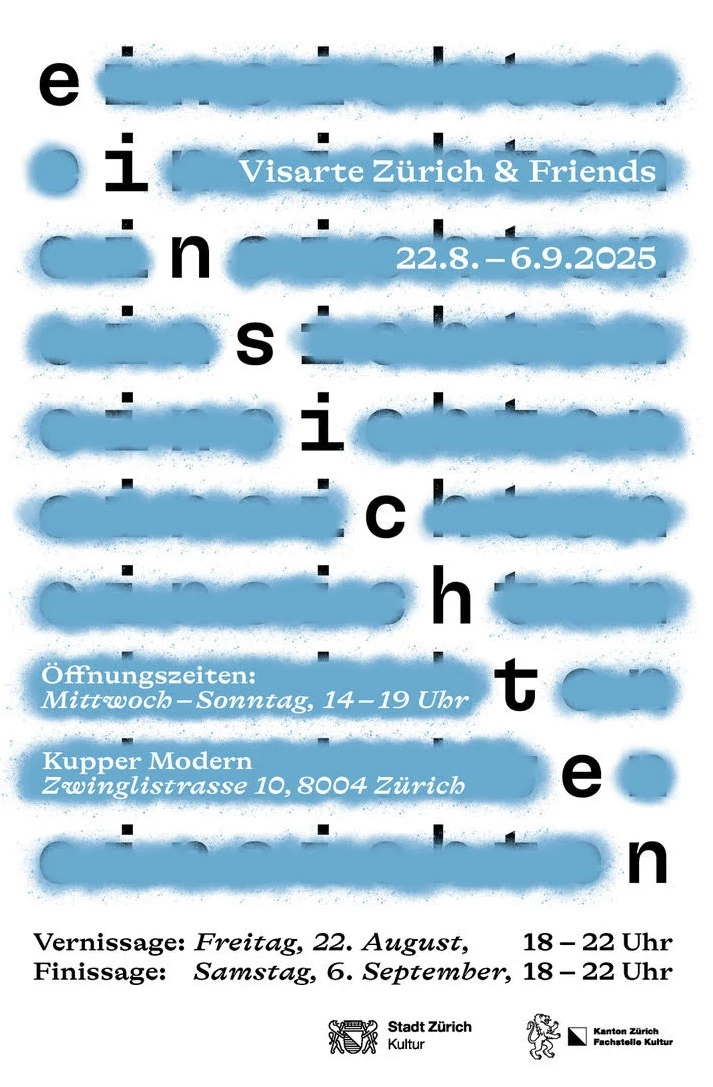 e
i Visarte Zürich & Friends
n 22.8. – 6.9.2025
s
i
c
h
Öffnungszeiten:
Mittwoch – Sonntag, 14 – 19 Uhr t
Kupper Modern
Zwinglistrasse 10, 8004 Zürich e
n
Vernissage: Freitag, 22. August, 18 – 22 Uhr
Finissage: Samstag, 6. September, 18 – 22 Uhr
Stadt Zürich
Kultur
Kanton Zürich
Fachstelle Kultur